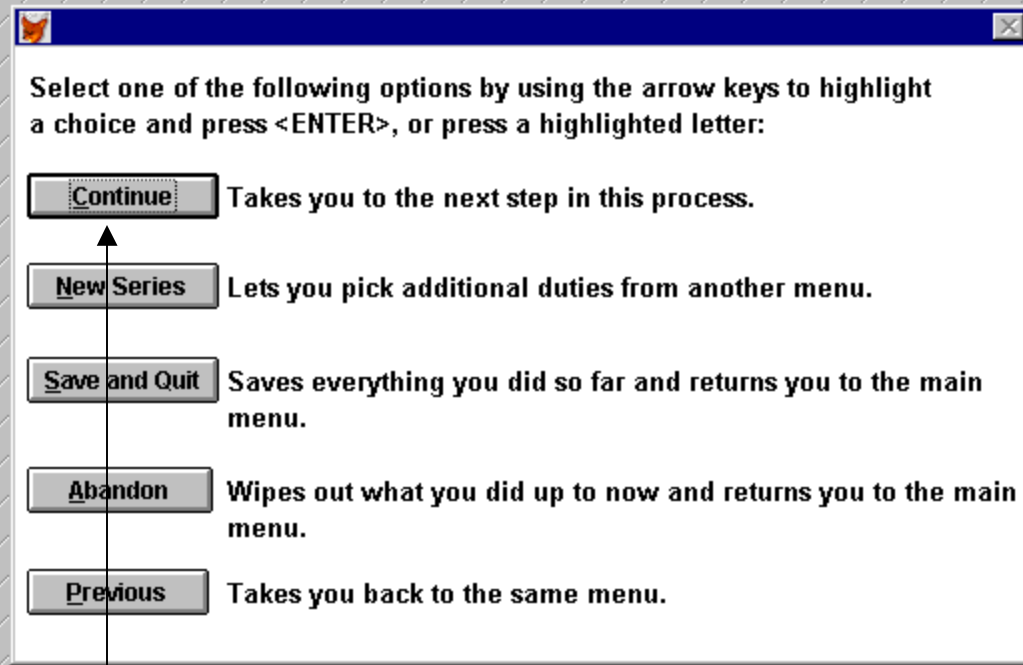 Select one of the following options by using the arrow keys to highlight
a choice and press <ENTER>, or press a highlighted letter:
Continue Takes you to the next step in this process.
New Series Lets you pick additional duties from another menu.
Save and Quit Saves everything you did so far and returns you to the main
menu.
Abandon Wipes out what you did up to now and returns you to the main
menu.
Previous Takes you back to the same menu.